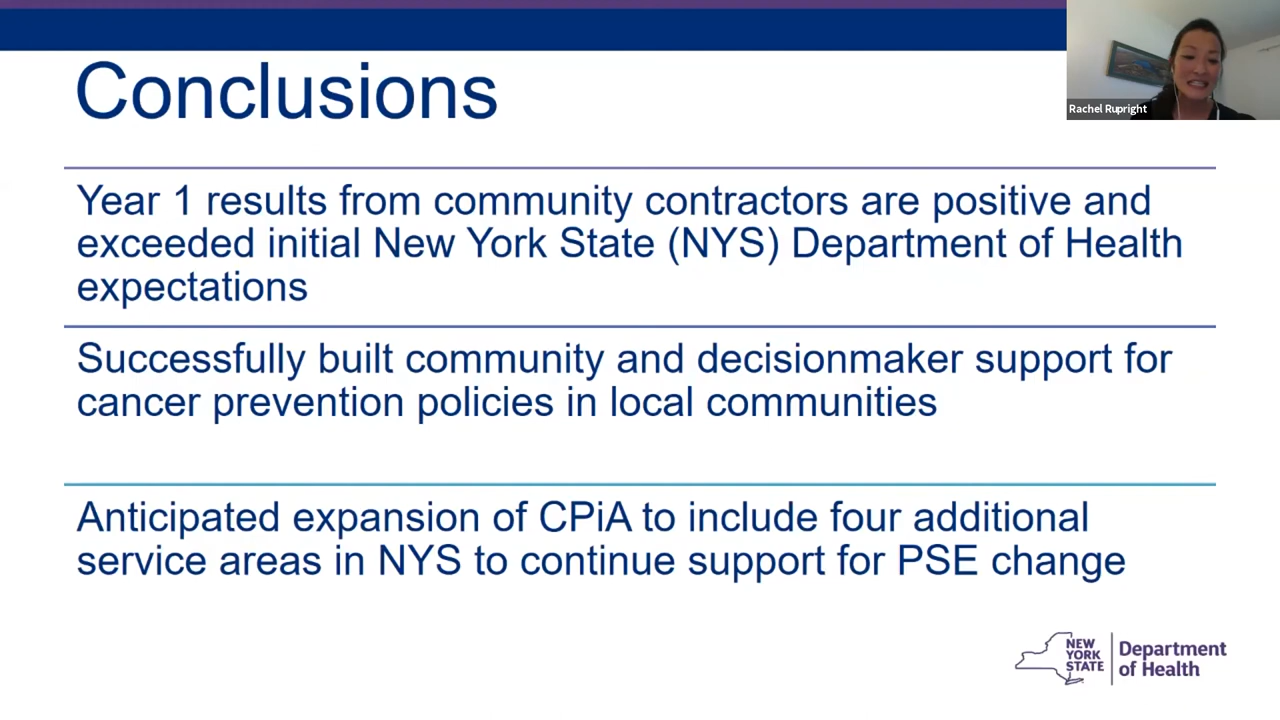 Conclusions
Rachel Rupright
Year 1 results from community contractors are positive and
exceeded initial New York State (NYS) Department of Health
expectations
Successfully built community and decisionmaker support for
cancer prevention policies in local communities
Anticipated expansion of CPiA to include four additional
service areas in NYS to continue support for PSE change
NEW
YORK
STATE
Department
of Health